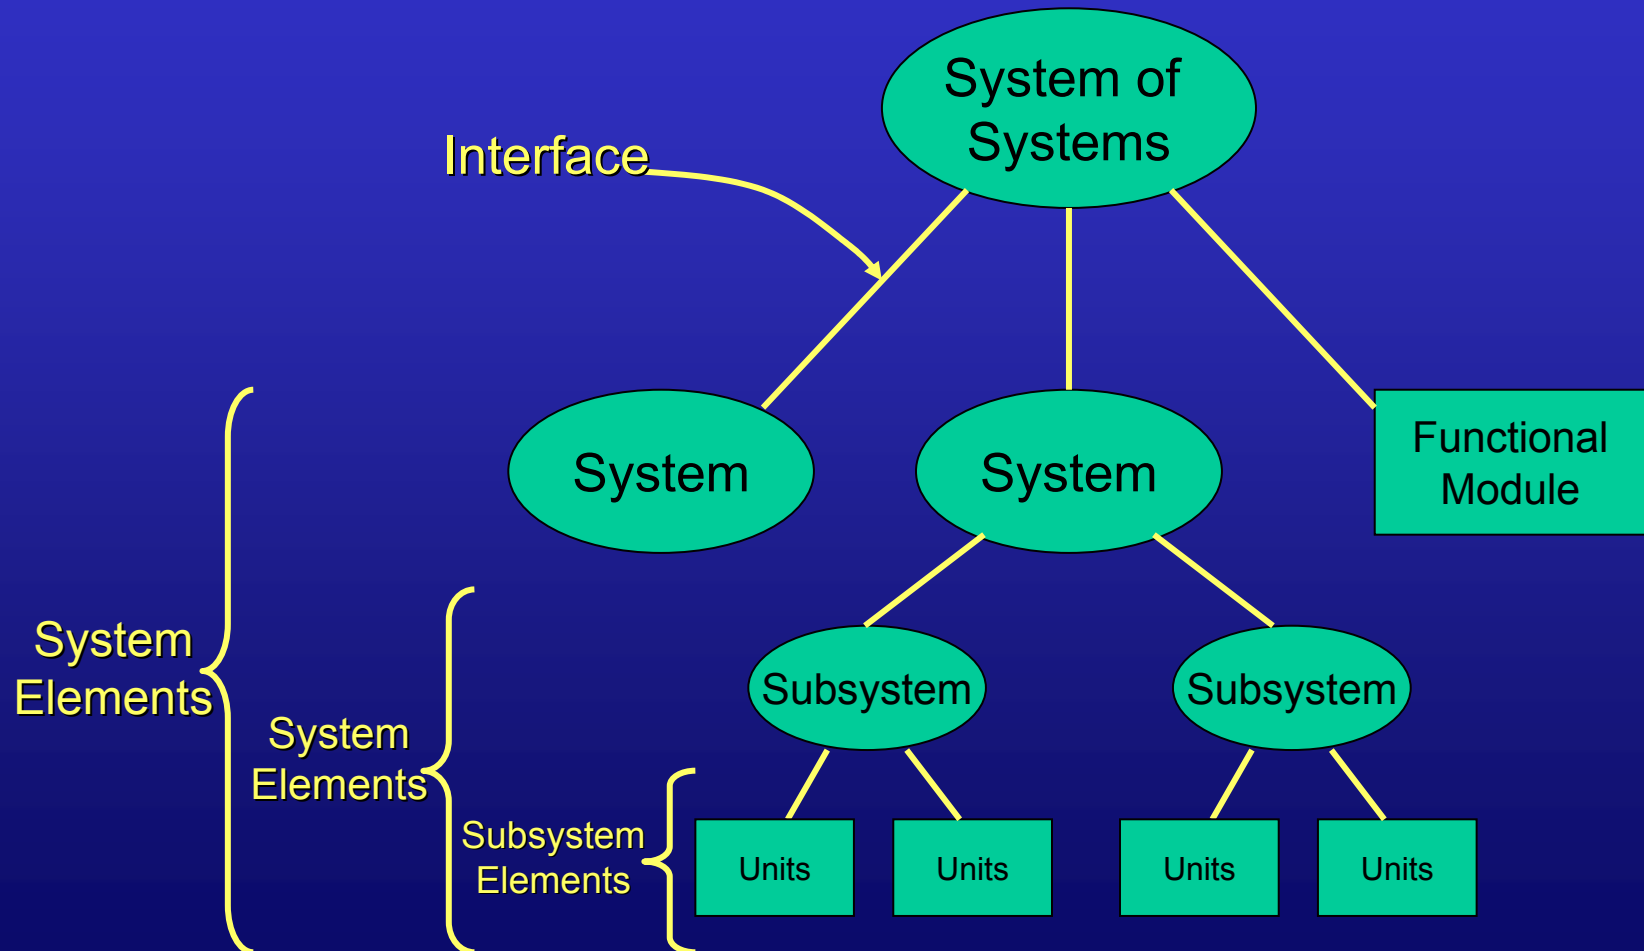 System of
Systems
Interface
System
System
Functional
Module
System
Elements
Subsystem
Subsystem
System
Elements
Subsystem
Elements
Units
Units
Units
Units